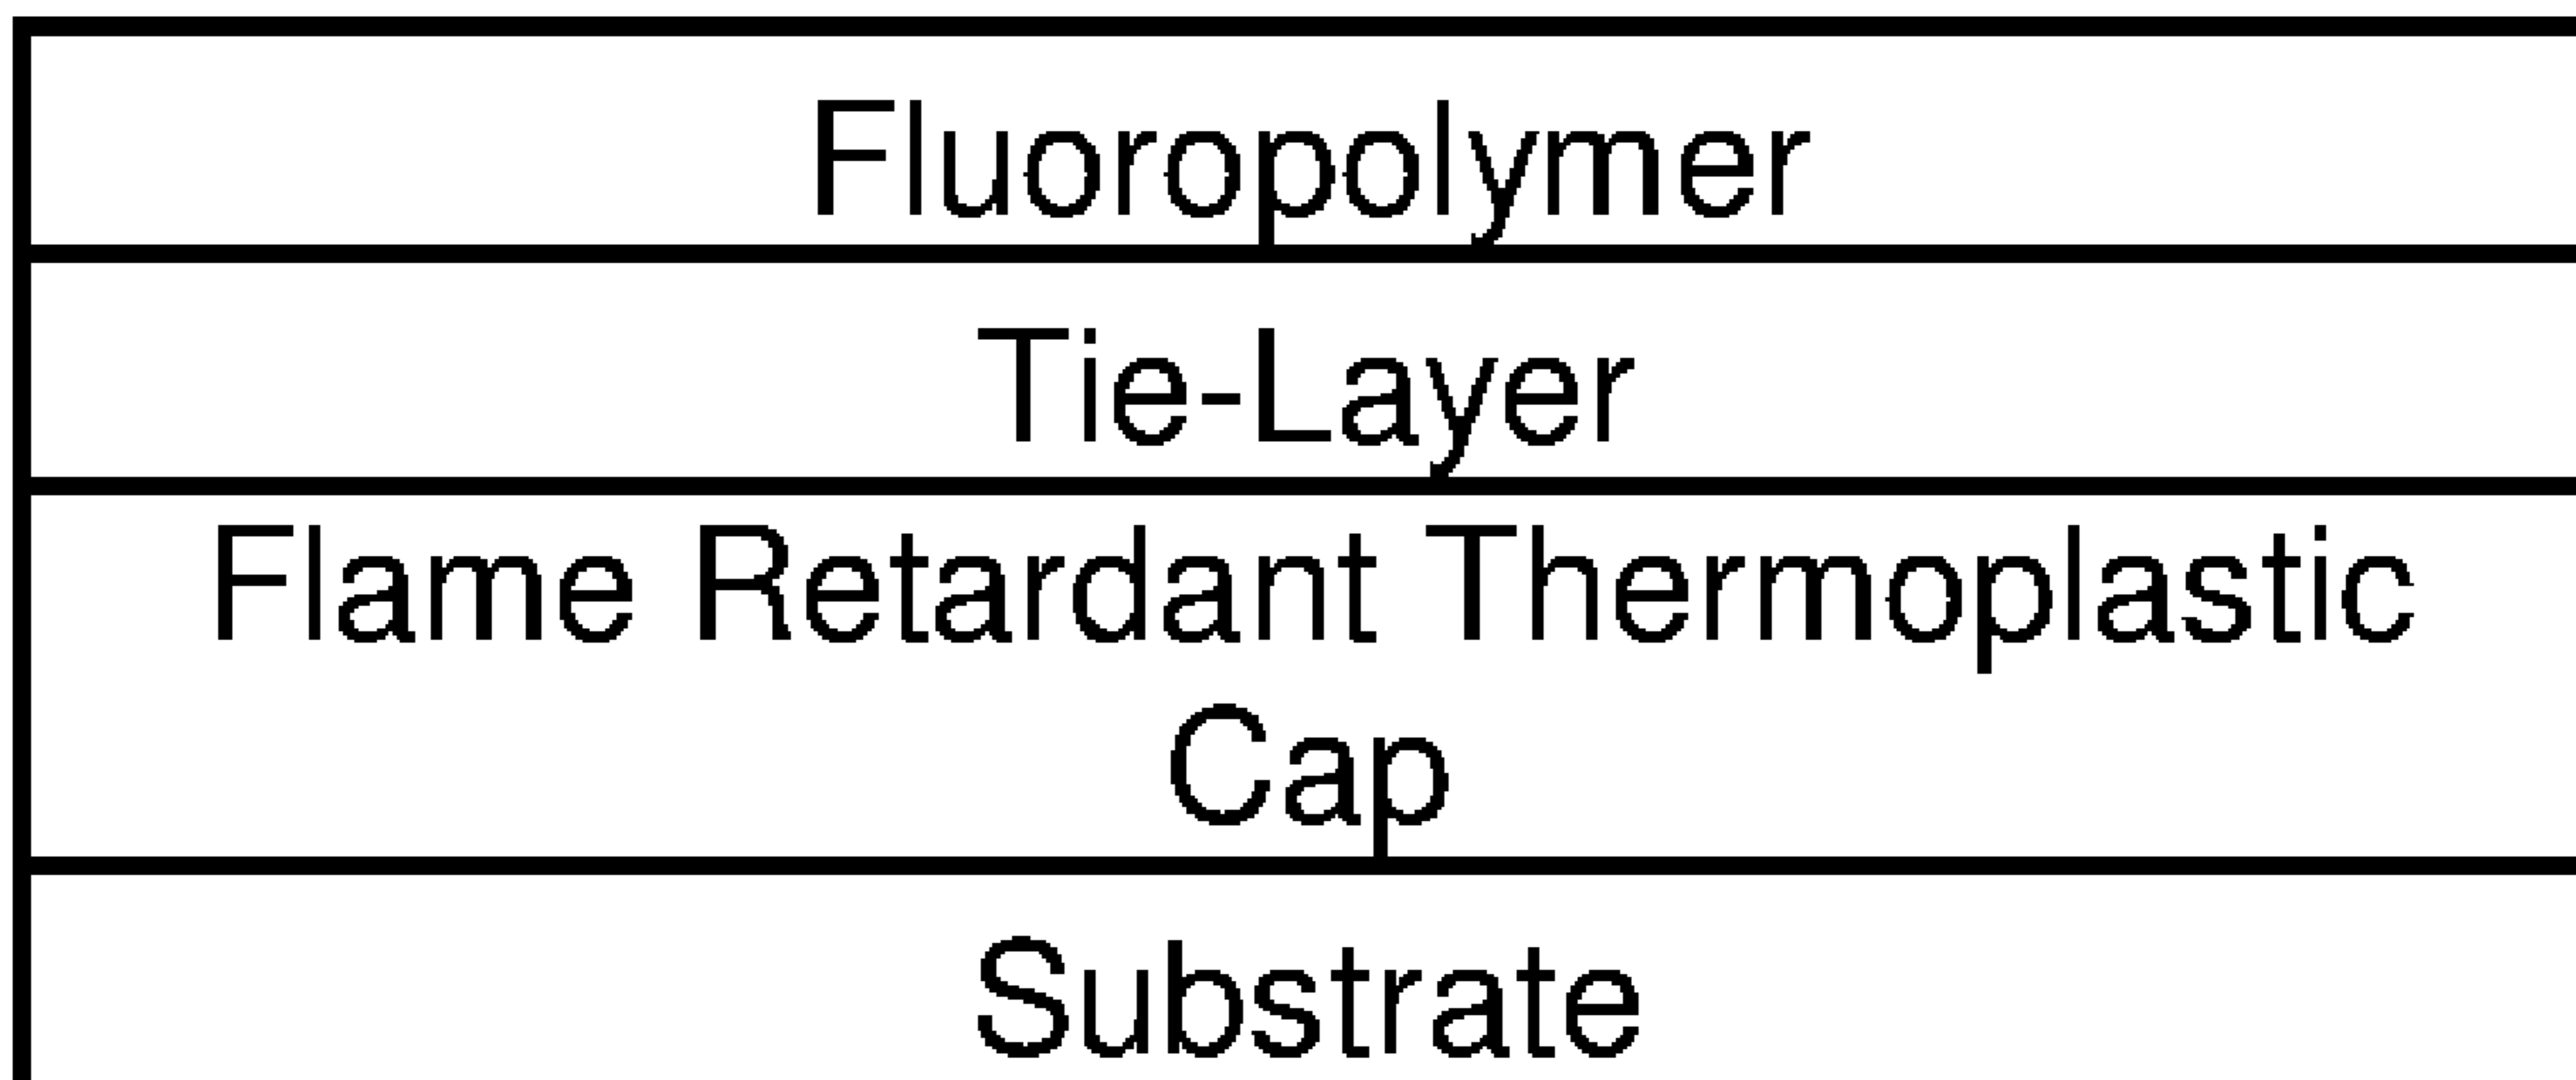 Fluoropolymer
Tie-Layer
Flame Retardant Thermoplastic
Cap
Substrate